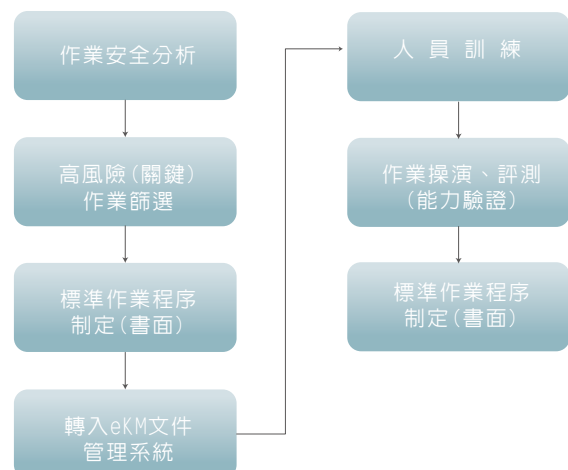 作業安全分析
高風險(關鍵)
作業篩選
標準作業程序
制定(書面)
轉入eKM文件
管理系統
人員訓練
作業操演、評測
(能力驗證)
標準作業程序
制定(書面)